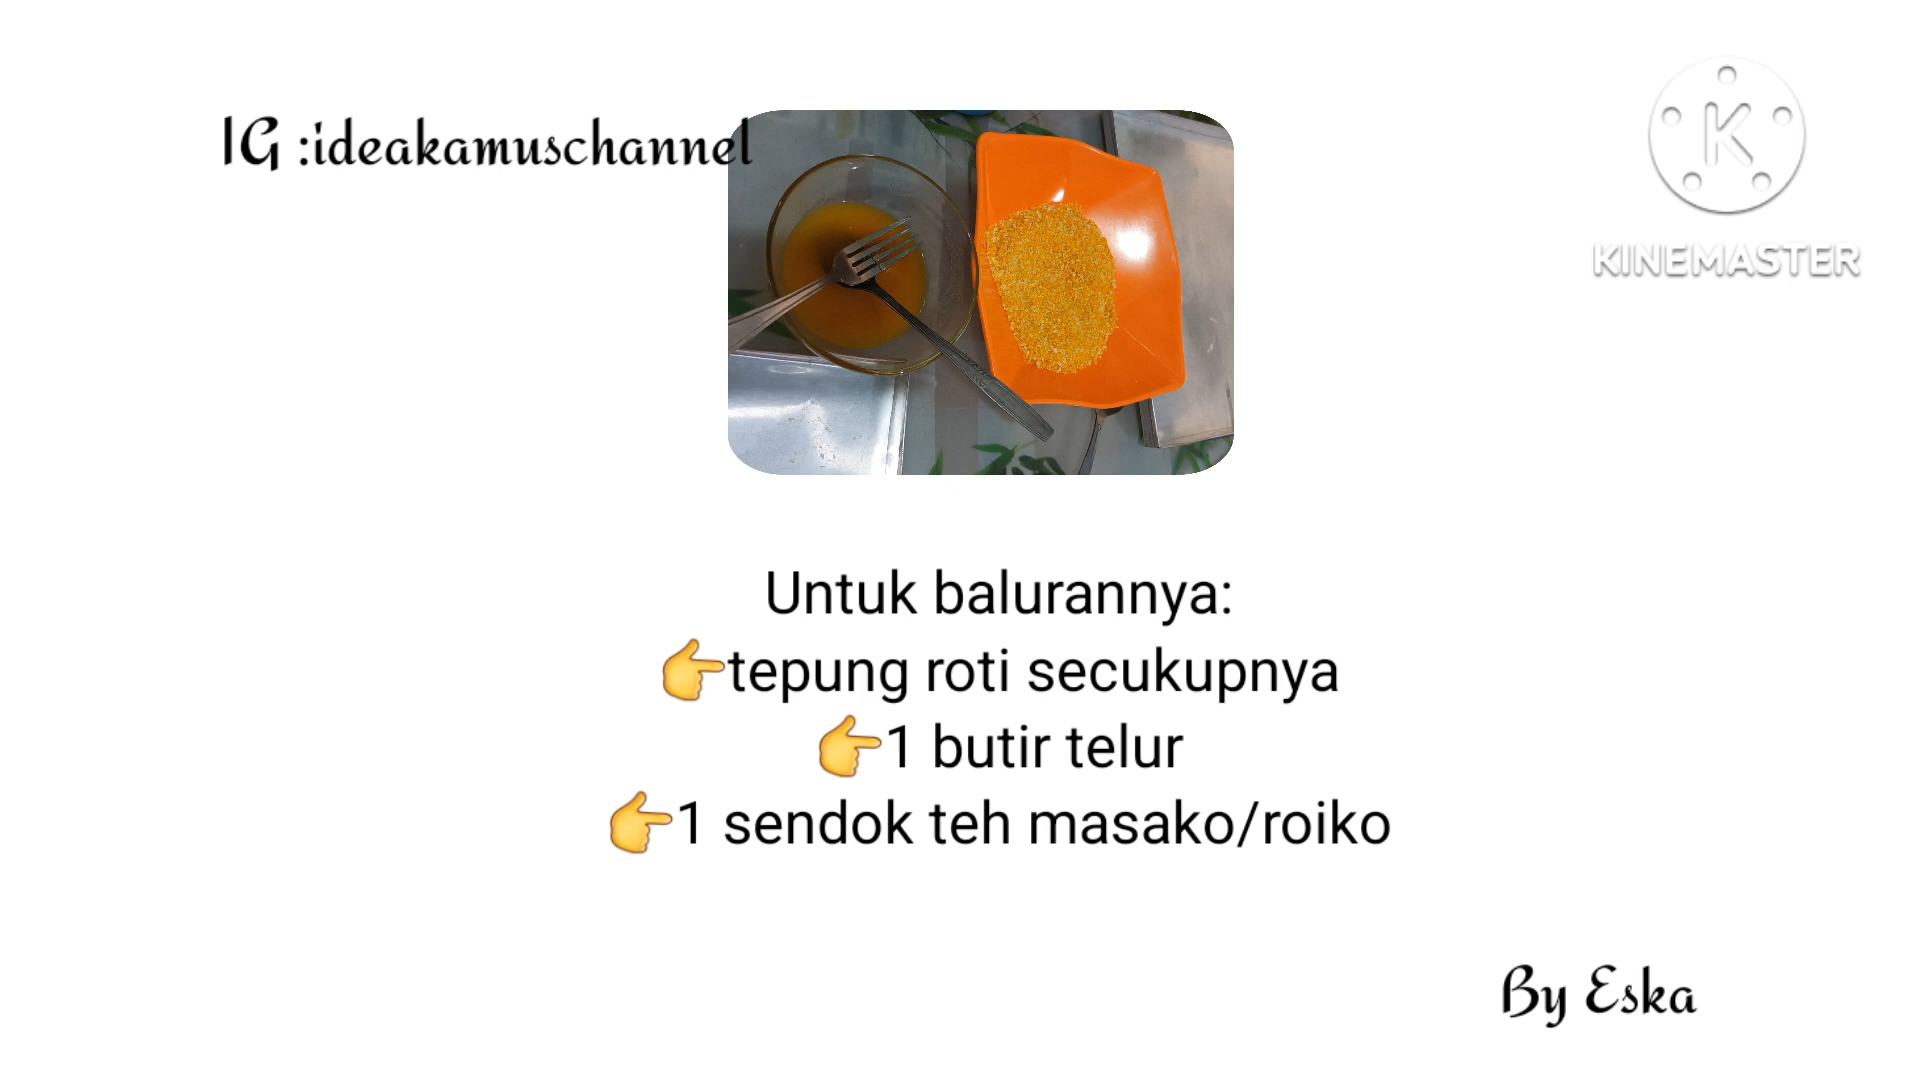 IG :ideakamuschannel
K
KINEMASTER
Untuk balurannya:
👉tepung roti secukupnya
👉1 butir telur
👉1 sendok teh masako/roiko
By Eska